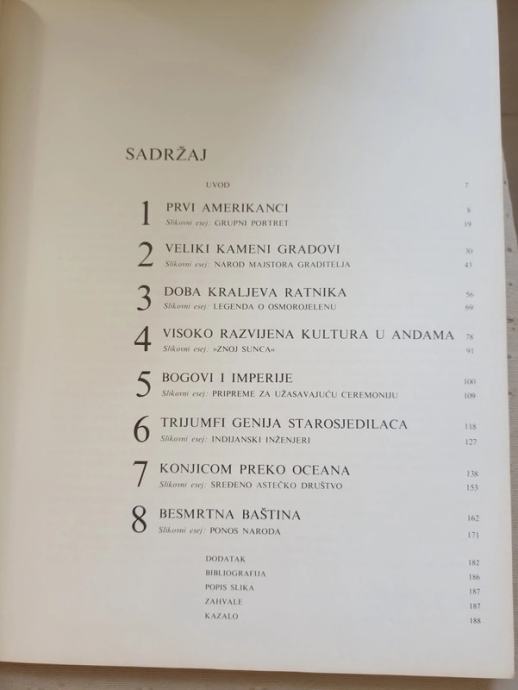 SADRŽAJ
UVOD 7
1 PRVI AMERIKANCI 8
Slikovni esej: GRUPNI PORTRET 19
2 VELIKI KAMENI GRADOVI 30
Slikovni esej: NAROD MAJSTORA GRADITELJA 43
3 DOBA KRALJEVA RATNIKA 56
Slikovni esej: LEGENDA O OSMOROJELENU 69
4 VISOKO RAZVIJENA KULTURA U ANDAMA 78
Slikovni esej: »ZNOJ SUNCA« 91
5 BOGOVI I IMPERIJE 100
Slikovni esej: PRIPREME ZA UŽASAVAJUĆU CEREMONIJU 109
6 TRIJUMFI GENIJA STAROSJEDILACA 118
Slikovni esej: INDIJANSKI INŽENJERI 127
7 KONJICOM PREKO OCEANA 138
Slikovni esej: SREĐENO ASTEČKO DRUŠTVO 153
8 BESMRTNA BAŠTINA 162
Slikovni esej: PONOS NARODA 171
DODATAK 182
BIBLIOGRAFIJA 186
POPIS SLIKA 187
ZAHVALE 187
KAZALO 188